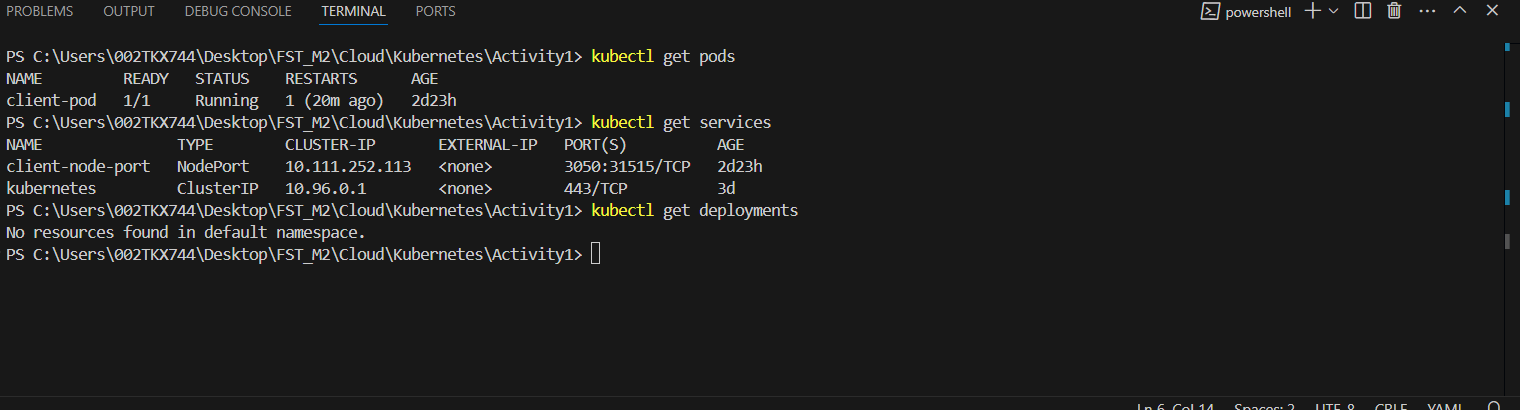 PROBLEMS OUTPUT DEBUG CONSOLE TERMINAL PORTS powershell
PS C:\Users\002TKX744\Desktop\FST_M2\Cloud\Kubernetes\Activity1> kubectl get pods
NAME READY STATUS RESTARTS AGE
client-pod 1/1 Running 1 (20m ago) 2d23h
PS C:\Users\002TKX744\Desktop\FST_M2\Cloud\Kubernetes\Activity1> kubectl get services
NAME TYPE CLUSTER-IP EXTERNAL-IP PORT(S) AGE
client-node-port NodePort 10.111.252.113 <none> 3050:31515/TCP 2d23h
kubernetes ClusterIP 10.96.0.1 <none> 443/TCP 3d
PS C:\Users\002TKX744\Desktop\FST_M2\Cloud\Kubernetes\Activity1> kubectl get deployments
No resources found in default namespace.
PS C:\Users\002TKX744\Desktop\FST_M2\Cloud\Kubernetes\Activity1>
Ln 6, Col 14 Spaces: 2 UTF-8 CRLF YAML